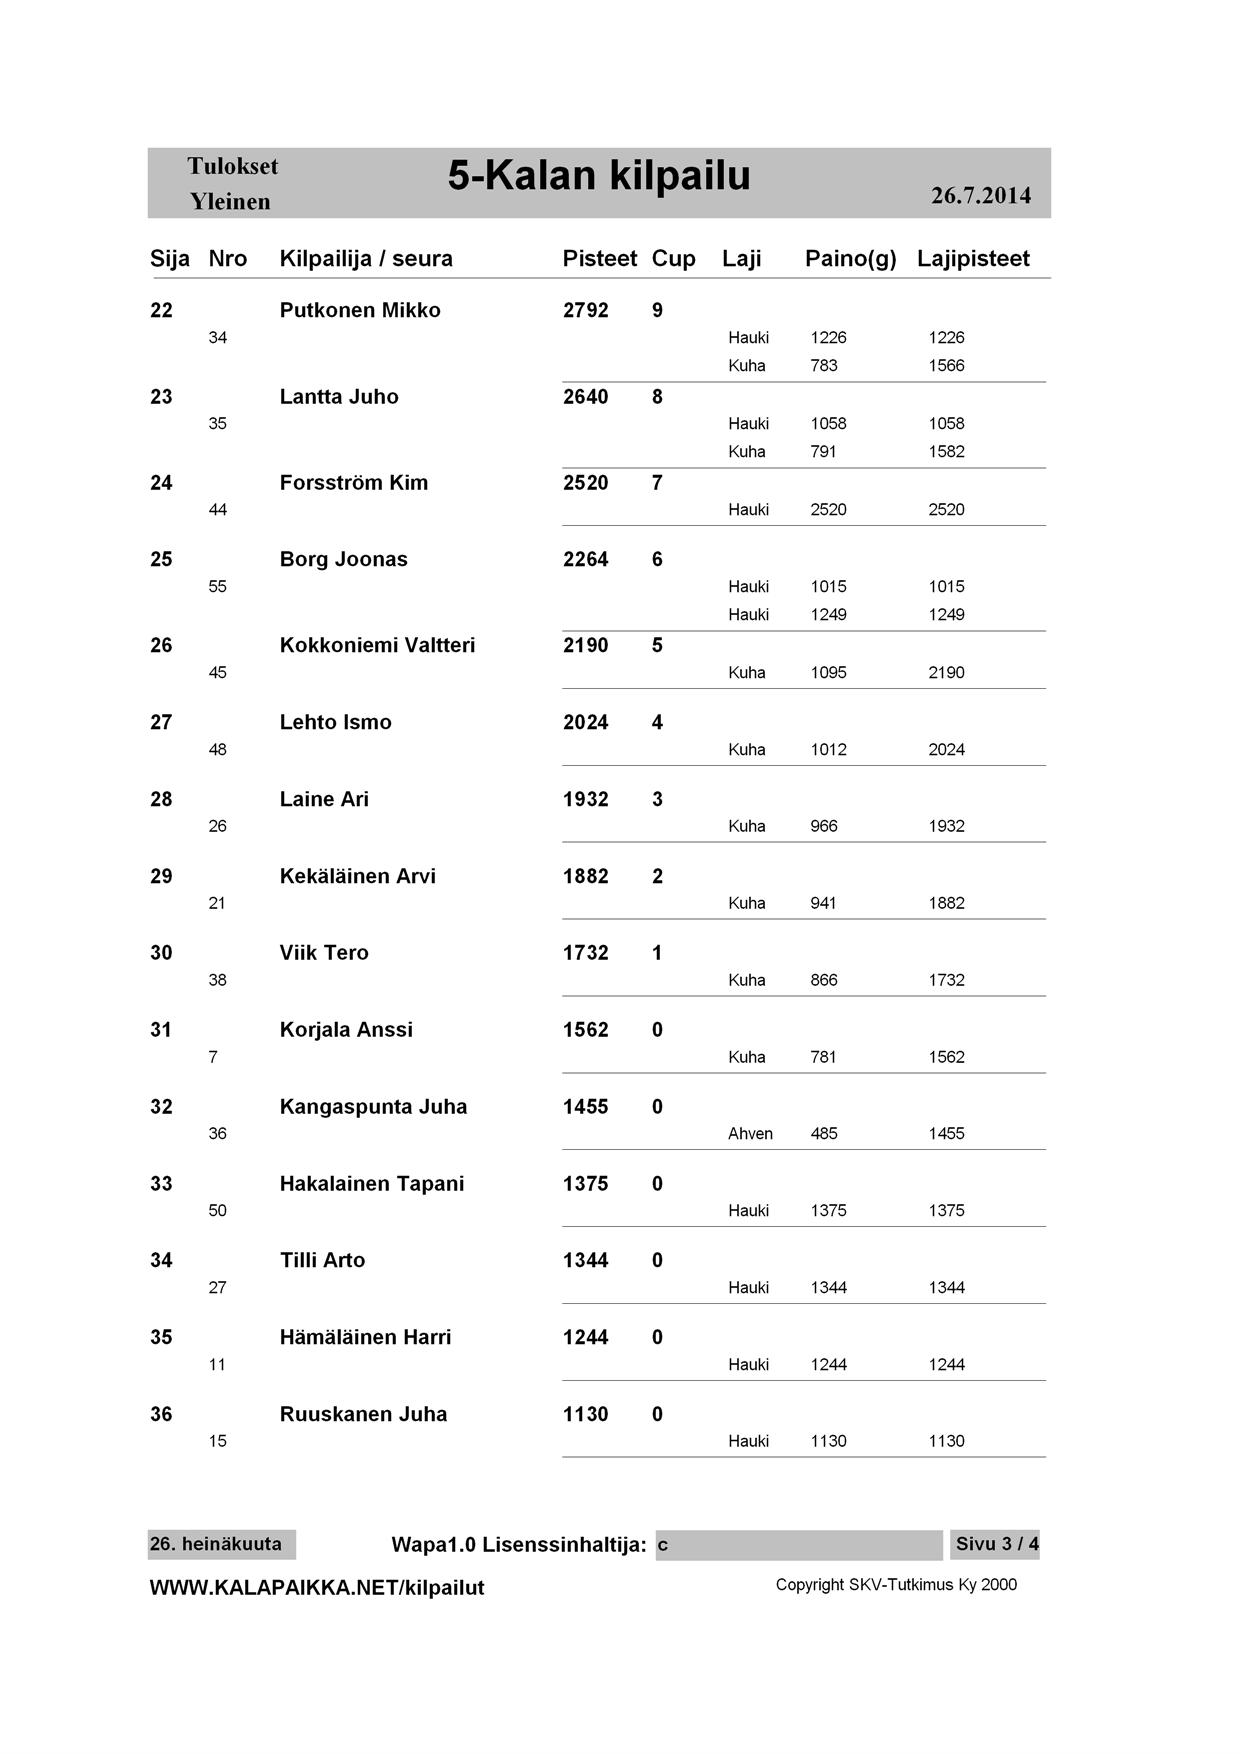 Tulokset
5-Kalan kilpailu
Yleinen
26.7.2014
Sija Nro Kilpailija / seura Pisteet Cup Laji Paino(g) Lajipisteet
22 Putkonen Mikko 2792 9
34 Hauki 1226 1226
Kuha 783 1566
23 Lantta Juho 2640 8
35 Hauki 1058 1058
Kuha 791 1582
24 Forsström Kim 2520 7
44 Hauki 2520 2520
25 Borg Joonas 2264 6
55 Hauki 1015 1015
Hauki 1249 1249
26 Kokkoniemi Valtteri 2190 5
45 Kuha 1095 2190
27 Lehto Ismo 2024 4
48 Kuha 1012 2024
28 Laine Ari 1932 3
26 Kuha 966 1932
29 Kekäläinen Arvi 1882 2
21 Kuha 941 1882
30 Viik Tero 1732 1
38 Kuha 866 1732
31 Korjala Anssi 1562 0
7 Kuha 781 1562
32 Kangaspunta Juha 1455 0
36 Ahven 485 1455
33 Hakalainen Tapani 1375 0
50 Hauki 1375 1375
34 Tilli Arto 1344 0
27 Hauki 1344 1344
35 Hämäläinen Harri 1244 0
11 Hauki 1244 1244
36 Ruuskanen Juha 1130 0
15 Hauki 1130 1130
26. heinäkuuta Wapa1.0 Lisenssinhaltija: c Sivu 3 / 4
WWW.KALAPAIKKA.NET/kilpailut Copyright SKV-Tutkimus Ky 2000